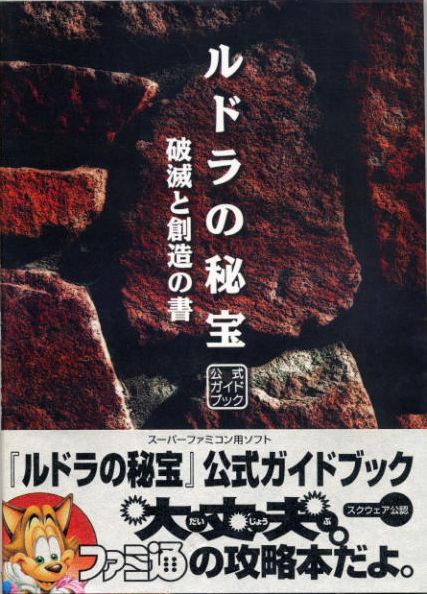 ルドラの秘宝
破滅と創造の書
公式
ガイド
ブック
スーパーファミコン用ソフト
『ルドラの秘宝』公式ガイドブック
大丈夫。
だい じょう ぶ
スクウェア公認
ファミ通の攻略本だよ。